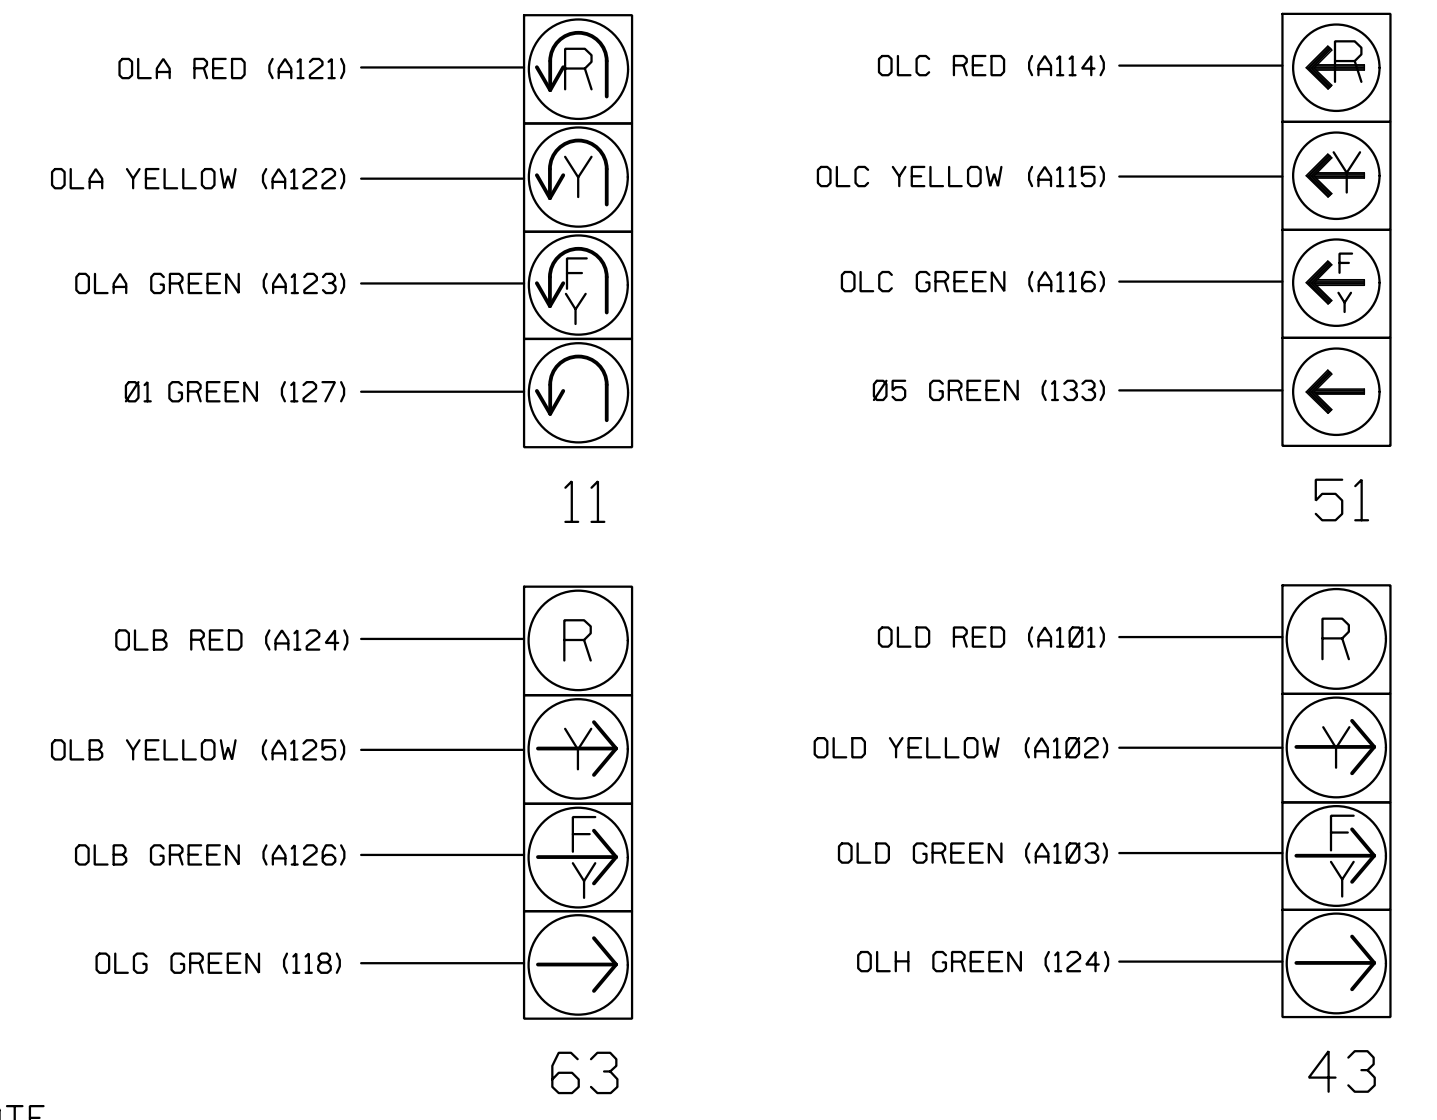 OLA RED (A121)
R
OLA YELLOW (A122)
Y
OLA GREEN (A123)
F
Y
Ø1 GREEN (127)
11
OLC RED (A114)
R
OLC YELLOW (A115)
Y
OLC GREEN (A116)
F
Y
Ø5 GREEN (133)
51
OLB RED (A124)
R
OLB YELLOW (A125)
Y
OLB GREEN (A126)
F
Y
OLG GREEN (118)
63
OLD RED (A1Ø1)
R
OLD YELLOW (A1Ø2)
Y
OLD GREEN (A1Ø3)
F
Y
OLH GREEN (124)
43